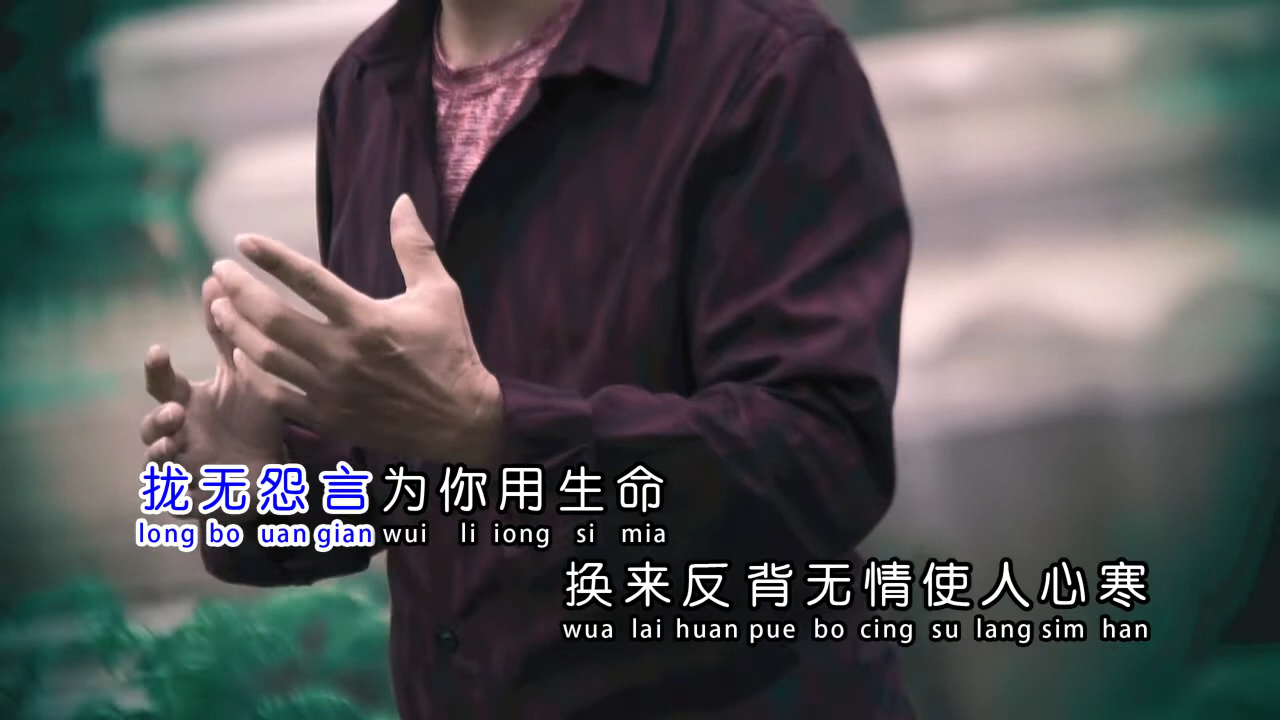 拢无怨言为你用生命
long bo uan gian wui li iong si mia
换来反背无情使人心寒
wua lai huan pue bo cing su lang sim han